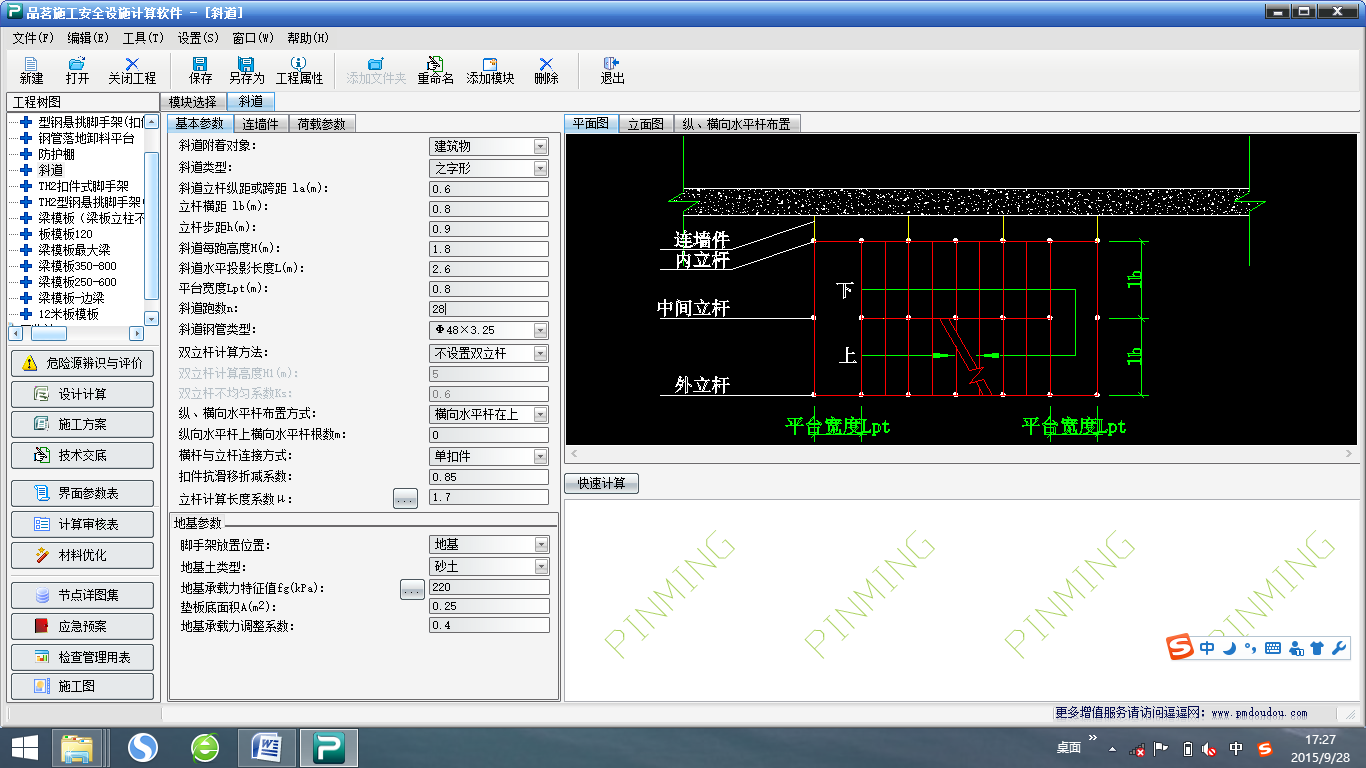 品茗施工安全设施计算软件 - [斜道]
文件(F) 编辑(E) 工具(T) 设置(S) 窗口(W) 帮助(H)
新建 打开 关闭工程 保存 另存为 工程属性 添加文件夹 重命名 添加模块 删除 退出
工程树图
型钢悬挑脚手架(扣件
钢管落地卸料平台
防护棚
斜道
TH2扣件式脚手架
TH2型钢悬挑脚手架(
梁模板（梁板立柱不
板模板120
梁模板最大梁
梁模板350-800
梁模板250-600
梁模板-边梁
12米板模板
危险源辨识与评价
设计计算
施工方案
技术交底
界面参数表
计算审核表
材料优化
节点详图集
应急预案
检查管理用表
施工图
模块选择 斜道
基本参数 连墙件 荷载参数
斜道附着对象: 建筑物
斜道类型: 之字形
斜道立杆纵距或跨距 la(m): 0.6
立杆横距 lb(m): 0.8
立杆步距h(m): 0.9
斜道每跑高度H(m): 1.8
斜道水平投影长度L(m): 2.6
平台宽度Lpt(m): 0.8
斜道跑数n: 28
斜道钢管类型: Φ48×3.25
双立杆计算方法: 不设置双立杆
双立杆计算高度H1(m): 5
双立杆不均匀系数Ks: 0.6
纵、横向水平杆布置方式: 横向水平杆在上
纵向水平杆上横向水平杆根数m: 0
横杆与立杆连接方式: 单扣件
扣件抗滑移折减系数: 0.85
立杆计算长度系数μ: ... 1.7
地基参数
脚手架放置位置: 地基
地基土类型: 砂土
地基承载力特征值fg(kPa): ... 220
垫板底面积A(m2): 0.25
地基承载力调整系数: 0.4
平面图 立面图 纵、横向水平杆布置
连墙件
内立杆
中间立杆
外立杆
下
上
lb
lb
平台宽度Lpt 平台宽度Lpt
快速计算
PINMING PINMING PINMING PINMING
中
更多增值服务请访问逗逗网: www.pmdoudou.com
桌面 中
17:27
2015/9/28